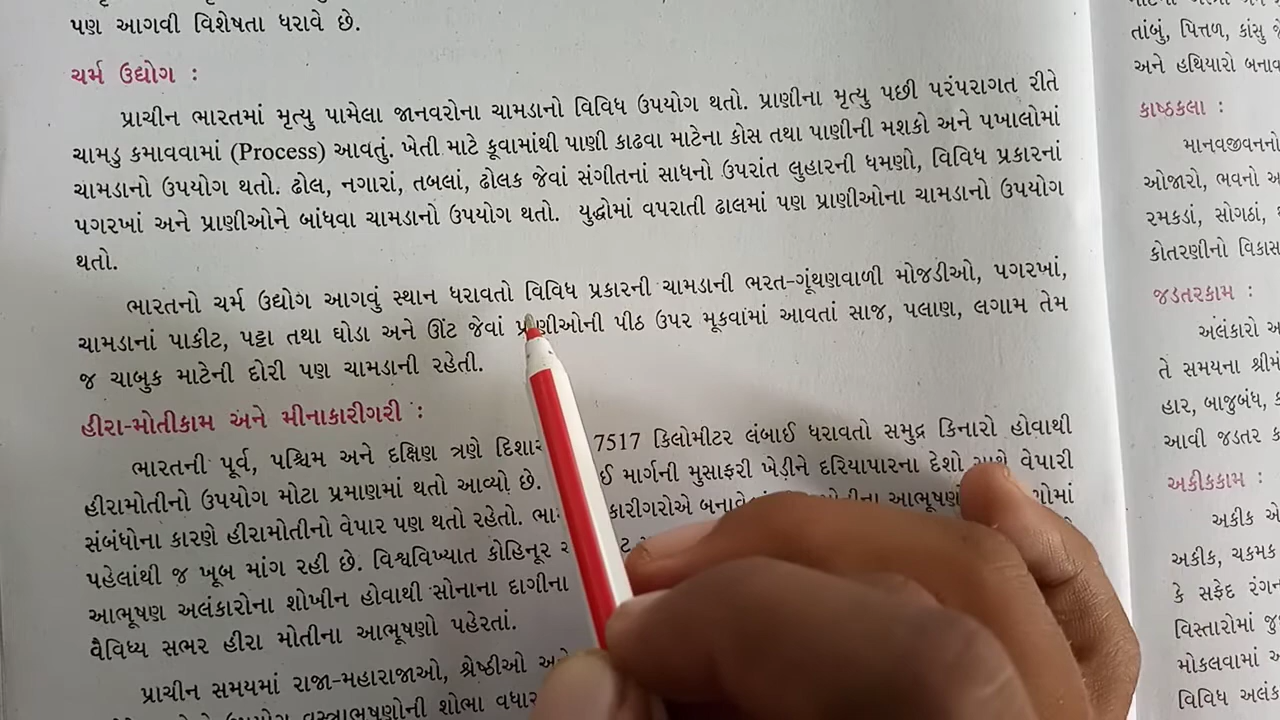 પણ આગવી વિશેષતા ધરાવે છે.
ચર્મ ઉદ્યોગ :
પ્રાચીન ભારતમાં મૃત્યુ પામેલા જાનવરોના ચામડાનો વિવિધ ઉપયોગ થતો. પ્રાણીના મૃત્યુ પછી પરંપરાગત રીતે
ચામડુ કમાવવામાં (Process) આવતું. ખેતી માટે કૂવામાંથી પાણી કાઢવા માટેના કોસ તથા પાણીની મશકો અને પખાલોમાં
ચામડાનો ઉપયોગ થતો. ઢોલ, નગારાં, તબલાં, ઢોલક જેવાં સંગીતનાં સાધનો ઉપરાંત લુહારની ધમણો, વિવિધ પ્રકારનાં
પગરખાં અને પ્રાણીઓને બાંધવા ચામડાનો ઉપયોગ થતો. યુદ્ધોમાં વપરાતી ઢાલમાં પણ પ્રાણીઓના ચામડાનો ઉપયોગ
થતો.
ભારતનો ચર્મ ઉદ્યોગ આગવું સ્થાન ધરાવતો વિવિધ પ્રકારની ચામડાની ભરત-ગૂંથણવાળી મોજડીઓ, પગરખાં,
ચામડાનાં પાકીટ, પટ્ટા તથા ઘોડા અને ઊંટ જેવાં પ્રાણીઓની પીઠ ઉપર મૂકવામાં આવતાં સાજ, પલાણ, લગામ તેમ
જ ચાબુક માટેની દોરી પણ ચામડાની રહેતી.
હીરા-મોતીકામ અને મીનાકારીગરી :
ભારતની પૂર્વ, પશ્ચિમ અને દક્ષિણ ત્રણે 7517 કિલોમીટર લંબાઈ ધરાવતો સમુદ્ર કિનારો હોવાથી
હીરામોતીનો ઉપયોગ મોટા પ્રમાણમાં થતો આવ્યો છે. માર્ગની મુસાફરી ખેડીને દરિયાપારના દેશો વેપારી
સંબંધોના કારણે હીરામોતીનો વેપાર પણ થતો રહેતો. કારીગરોએ આભૂષણો
પહેલાંથી જ ખૂબ માંગ રહી છે. વિશ્વવિખ્યાત કોહિનૂર
આભૂષણ અલંકારોના શોખીન હોવાથી સોનાના દાગીના
વૈવિધ્ય સભર હીરા મોતીના આભૂષણો પહેરતાં.
પ્રાચીન સમયમાં રાજા-મહારાજાઓ, શ્રેષ્ઠીઓ
ઉપયોગ વસ્ત્રાભૂષણોની શોભા
તાંબું, પિત્તળ, કાંસુ
અને હથિયારો
કાષ્ઠકલા :
માનવજીવનનો
ઓજારો, ભવનો
રમકડાં, સોગઠાં,
કોતરણીનો
જડતરકામ :
અલંકારો
તે સમયના
હાર, બાજુબંધ,
આવી જડતર
અકીકકામ :
અકીક
અકીક, ચકમક
કે સફેદ
વિસ્તારોમાં
મોકલવામાં
વિવિધ